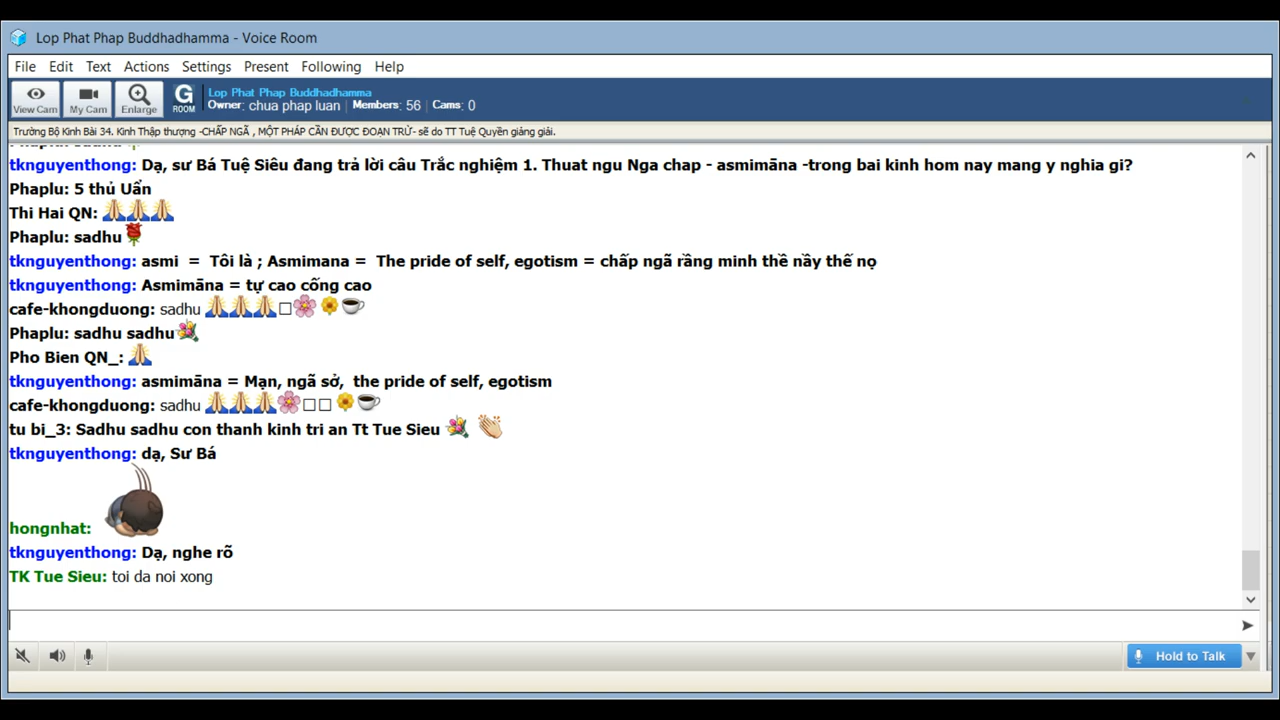 Lop Phat Phap Buddhadhamma - Voice Room
File Edit Text Actions Settings Present Following Help
View Cam My Cam Enlarge G ROOM Lop Phat Phap Buddhadhamma
Owner: chua phap luan | Members: 56 | Cams: 0
Trường Bộ Kinh Bài 34. Kinh Thập thượng -CHẤP NGÃ , MỘT PHÁP CẦN ĐƯỢC ĐOẠN TRỪ- sẽ do TT Tuệ Quyền giảng giải.
tknguyenthong: Dạ, sư Bá Tuệ Siêu đang trả lời câu Trắc nghiệm 1. Thuat ngu Nga chap - asmimāna -trong bai kinh hom nay mang y nghia gi?
Phaplu: 5 thủ Uẩn
Thi Hai QN: 🙏🙏🙏
Phaplu: sadhu🌹
tknguyenthong: asmi = Tôi là ; Asmimana = The pride of self, egotism = chấp ngã rằng minh thề nầy thế nọ
tknguyenthong: Asmimāna = tự cao cống cao
cafe-khongduong: sadhu 🙏🙏🙏□🌸🌼☕
Phaplu: sadhu sadhu💐
Pho Bien QN_: 🙏
tknguyenthong: asmimāna = Mạn, ngã sở, the pride of self, egotism
cafe-khongduong: sadhu 🙏🙏🙏🌸□□🌼☕
tu bi_3: Sadhu sadhu con thanh kinh tri an Tt Tue Sieu 💐 👏
tknguyenthong: dạ, Sư Bá
hongnhat:
tknguyenthong: Dạ, nghe rõ
TK Tue Sieu: toi da noi xong
Hold to Talk